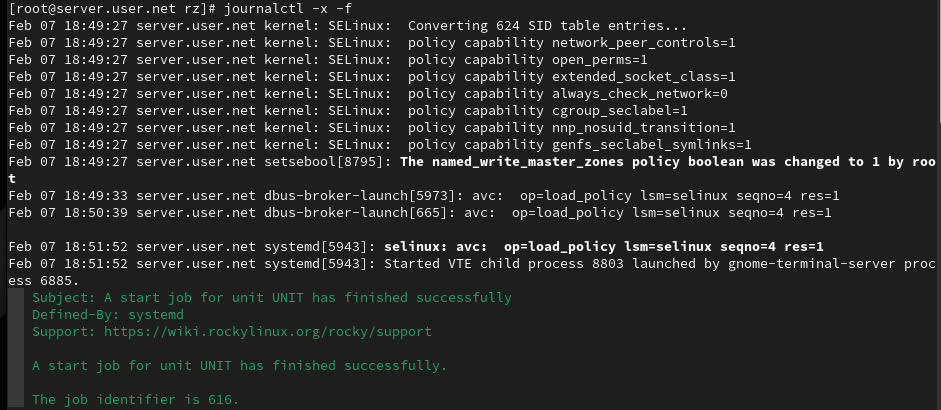 [root@server.user.net rz]# journalctl -x -f
Feb 07 18:49:27 server.user.net kernel: SELinux:  Converting 624 SID table entries...
Feb 07 18:49:27 server.user.net kernel: SELinux:  policy capability network_peer_controls=1
Feb 07 18:49:27 server.user.net kernel: SELinux:  policy capability open_perms=1
Feb 07 18:49:27 server.user.net kernel: SELinux:  policy capability extended_socket_class=1
Feb 07 18:49:27 server.user.net kernel: SELinux:  policy capability always_check_network=0
Feb 07 18:49:27 server.user.net kernel: SELinux:  policy capability cgroup_seclabel=1
Feb 07 18:49:27 server.user.net kernel: SELinux:  policy capability nnp_nosuid_transition=1
Feb 07 18:49:27 server.user.net kernel: SELinux:  policy capability genfs_seclabel_symlinks=1
Feb 07 18:49:27 server.user.net setsebool[8795]: The named_write_master_zones policy boolean was changed to 1 by roo
t
Feb 07 18:49:33 server.user.net dbus-broker-launch[5973]: avc:  op=load_policy lsm=selinux seqno=4 res=1
Feb 07 18:50:39 server.user.net dbus-broker-launch[665]: avc:  op=load_policy lsm=selinux seqno=4 res=1
Feb 07 18:51:52 server.user.net systemd[5943]: selinux: avc:  op=load_policy lsm=selinux seqno=4 res=1
Feb 07 18:51:52 server.user.net systemd[5943]: Started VTE child process 8803 launched by gnome-terminal-server proc
ess 6885.
Subject: A start job for unit UNIT has finished successfully
Defined-By: systemd
Support: https://wiki.rockylinux.org/rocky/support
A start job for unit UNIT has finished successfully.
The job identifier is 616.